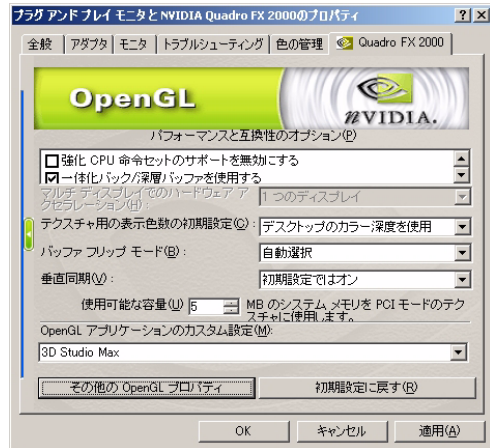 プラグ アンド プレイ モニタと NVIDIA Quadro FX 2000のプロパティ
全般 アダプタ モニタ トラブルシューティング 色の管理 Quadro FX 2000
OpenGL
NVIDIA.
パフォーマンスと互換性のオプション(P)
強化 CPU 命令セットのサポートを無効にする
一体化バック/深層バッファを使用する
マルチ ディスプレイでのハードウェア ア
クセラレーション(H): 1 つのディスプレイ
テクスチャ用の表示色数の初期設定(C): デスクトップのカラー深度を使用
バッファ フリップ モード(B): 自動選択
垂直同期(V): 初期設定ではオン
使用可能な容量(U) 5 MB のシステム メモリを PCI モードのテク
スチャに使用します。
OpenGL アプリケーションのカスタム設定(M):
3D Studio Max
その他の OpenGL プロパティ 初期設定に戻す(R)
OK キャンセル 適用(A)